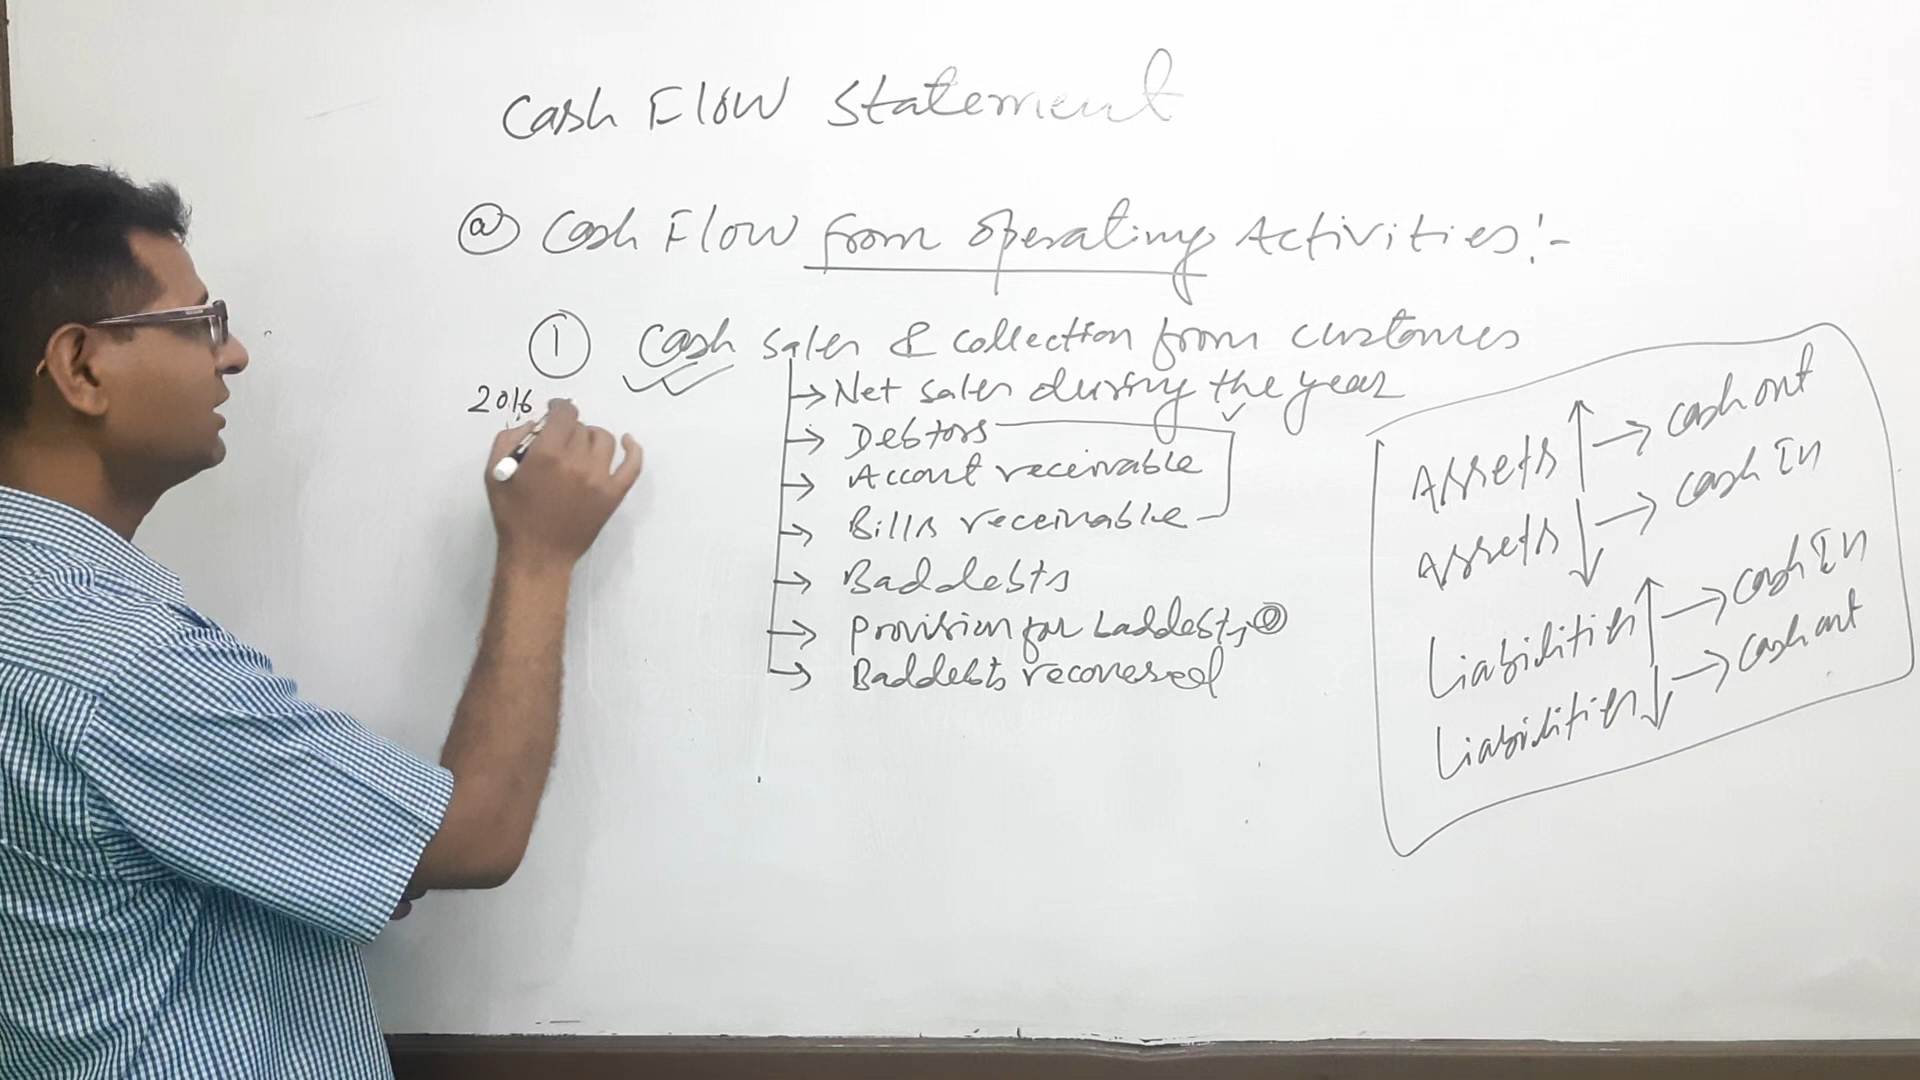 Cash Flow Statement
a Cash Flow from operating Activities:-
1 Cash sales & collection from customers
2016
→ Net sales during the year
→ Debtors
→ Account receivable
→ Bills receivable
→ Bad debts
→ Provision for baddebts @
→ Baddebts recovered
Assets ↑ → cash out
Assets ↓ → cash In
Liabilities ↑ → cash In
Liabilities ↓ → cash out